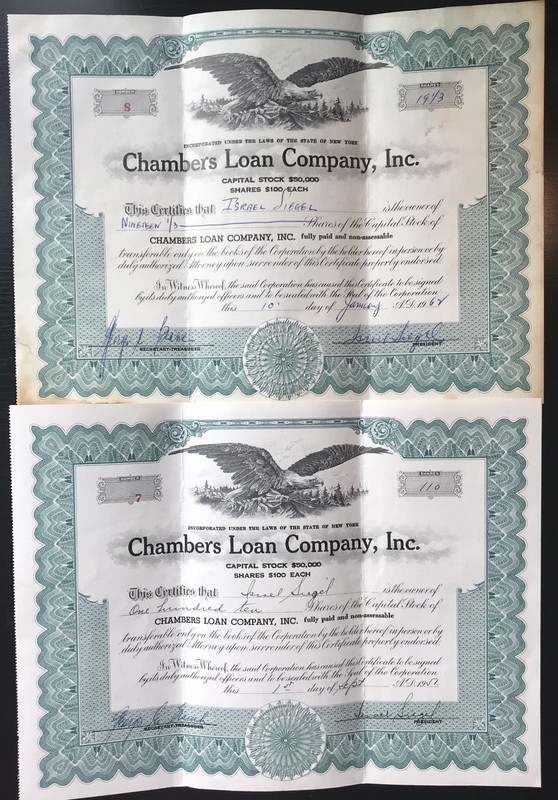 NUMBER
8
SHARES
19 1/3
INCORPORATED UNDER THE LAWS OF THE STATE OF NEW YORK
Chambers Loan Company, Inc.
CAPITAL STOCK $50,000
SHARES $100 EACH
This Certifies that ISRAEL SIEGEL is the owner of
NINETEEN 1/3 Shares of the Capital Stock of
CHAMBERS LOAN COMPANY, INC. fully paid and non-assessable
transferable only on the books of the Corporation by the holder hereof in person or by
duly authorized Attorney upon surrender of this Certificate properly endorsed.
In Witness Whereof, the said Corporation has caused this Certificate to be signed
by its duly authorized officers and to be sealed with the Seal of the Corporation
this 10 day of January A.D. 1962
Israel Siegel
SECRETARY-TREASURER
PRESIDENT
NUMBER
7
SHARES
110
INCORPORATED UNDER THE LAWS OF THE STATE OF NEW YORK
Chambers Loan Company, Inc.
CAPITAL STOCK $50,000
SHARES $100 EACH
This Certifies that Israel Siegel is the owner of
One hundred ten Shares of the Capital Stock of
CHAMBERS LOAN COMPANY, INC. fully paid and non-assessable
transferable only on the books of the Corporation by the holder hereof in person or by
duly authorized Attorney upon surrender of this Certificate properly endorsed.
In Witness Whereof, the said Corporation has caused this Certificate to be signed
by its duly authorized officers and to be sealed with the Seal of the Corporation
this 1st day of Sept A.D. 195
Israel Siegel
SECRETARY-TREASURER
PRESIDENT